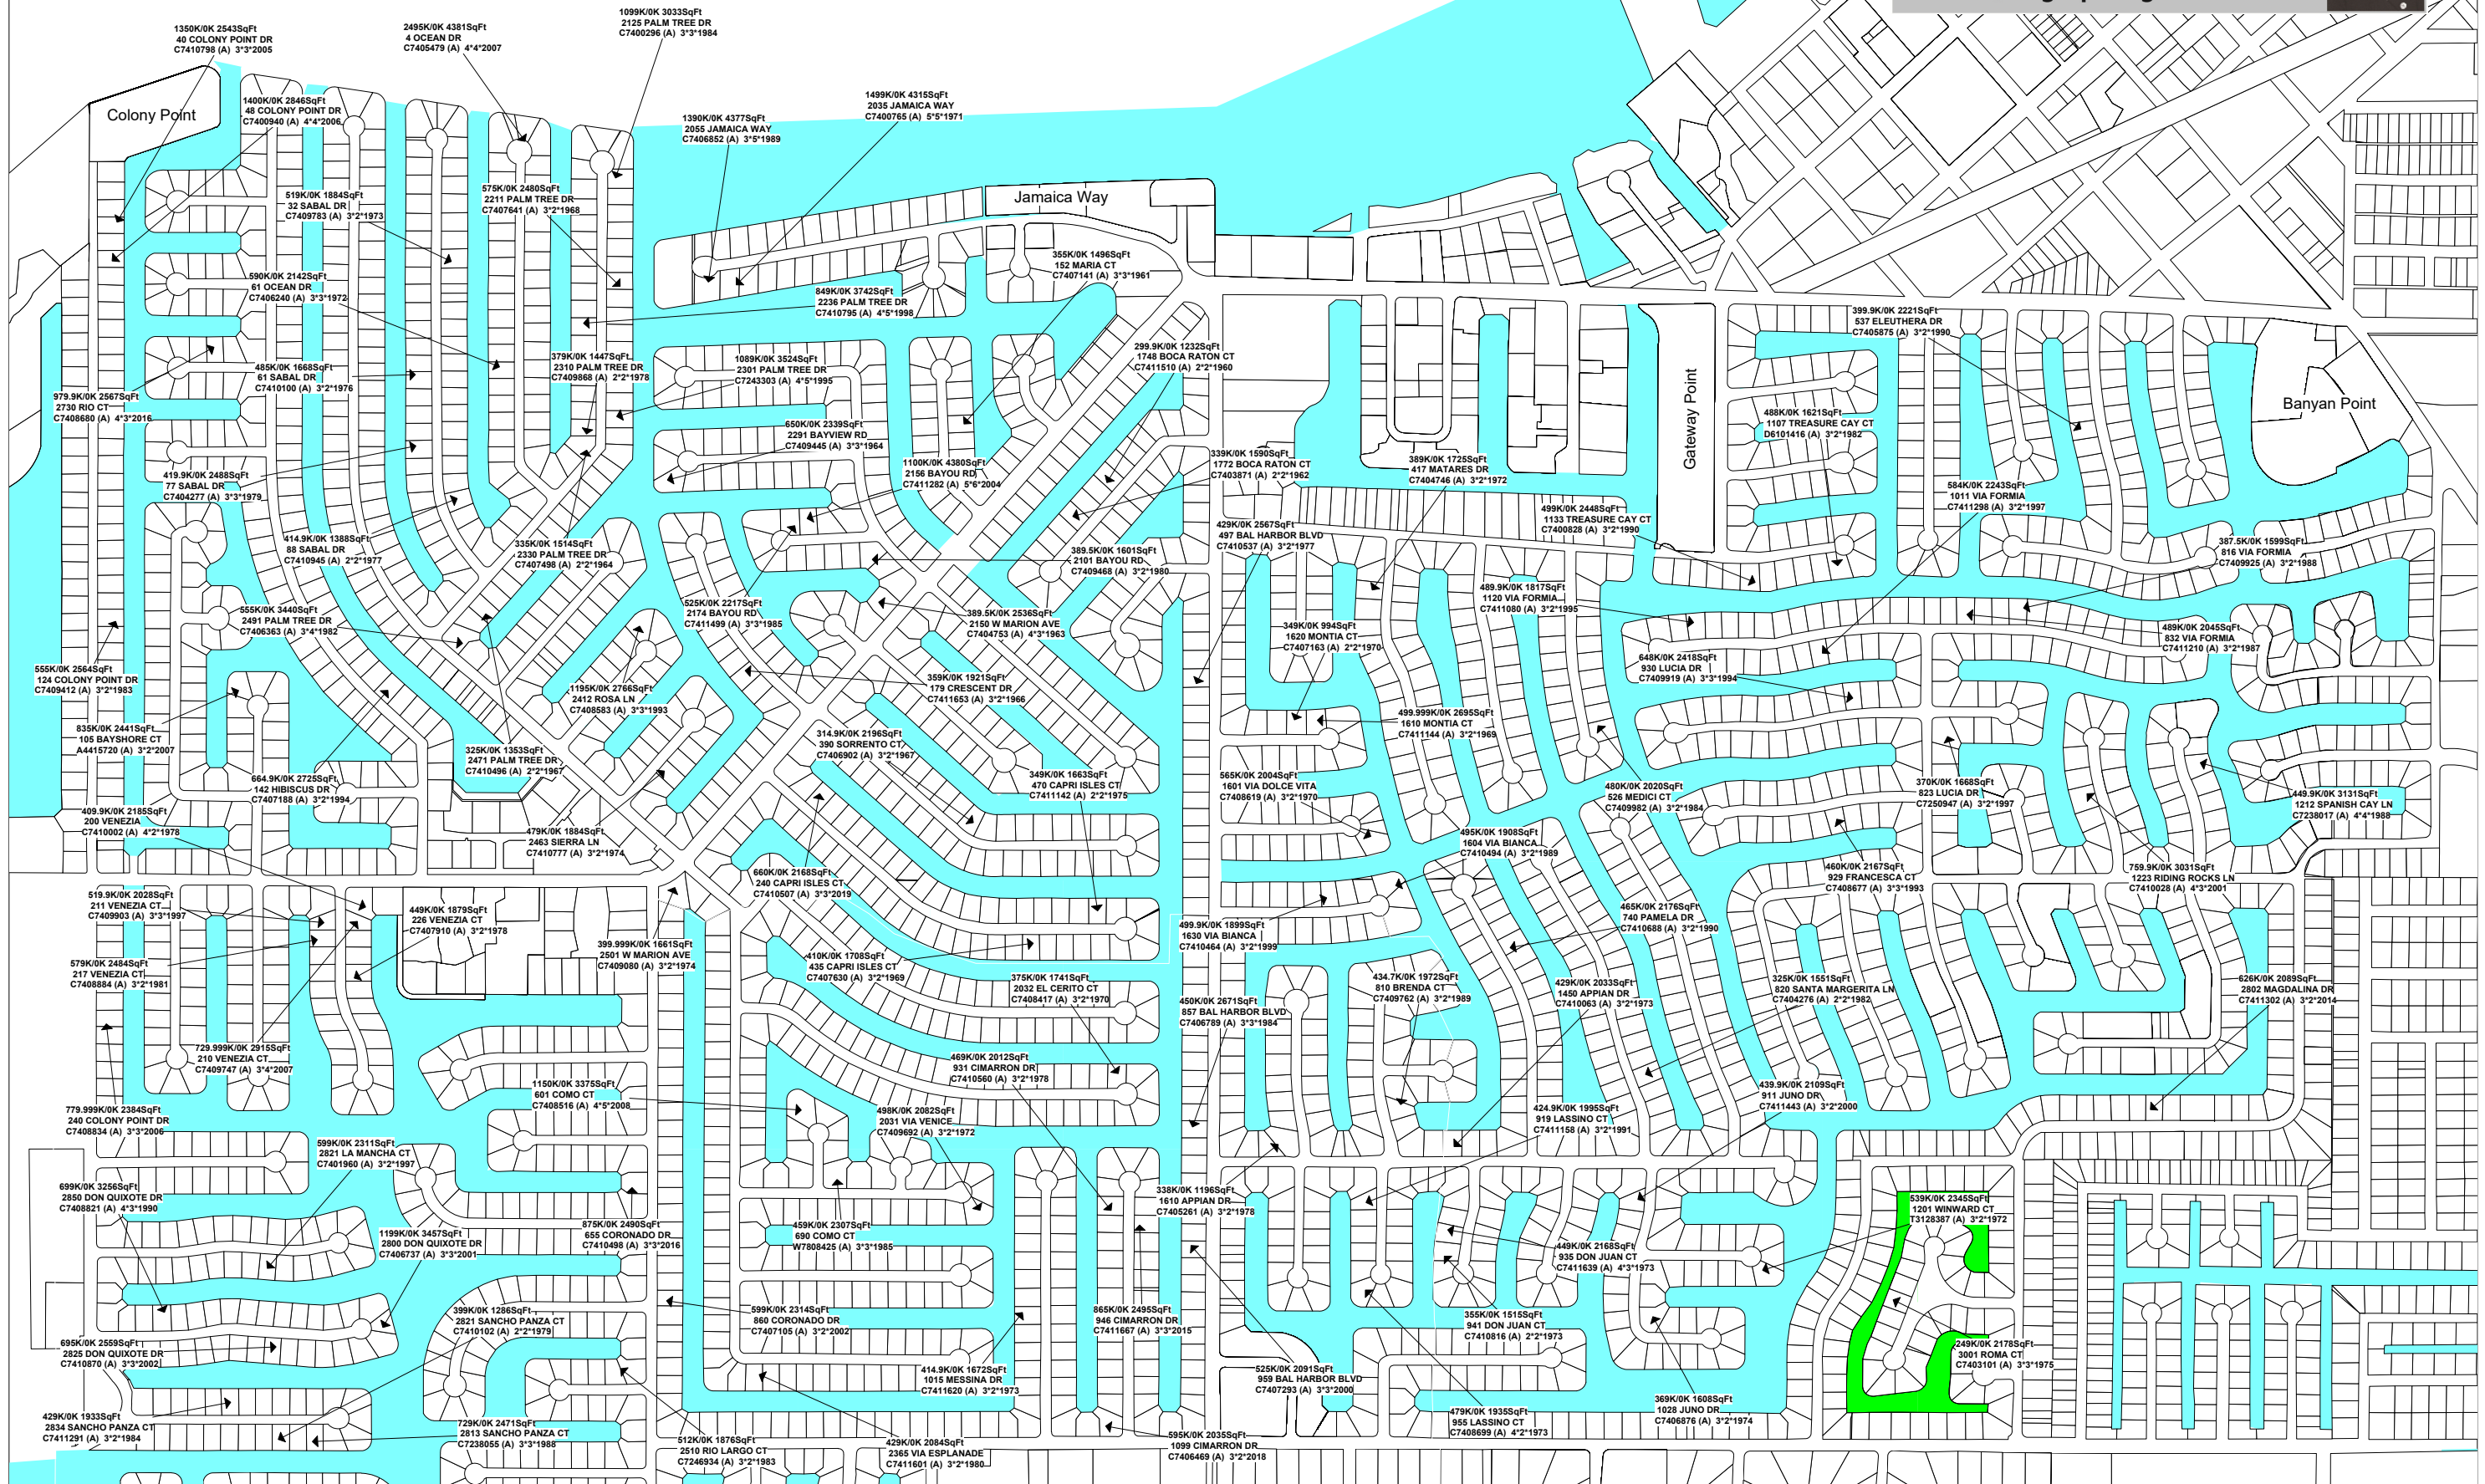 1350K/0K 2543SqFt
40 COLONY POINT DR
C7410798 (A) 3*3*2005
2495K/0K 4381SqFt
4 OCEAN DR
C7405479 (A) 4*4*2007
1099K/0K 3033SqFt
2125 PALM TREE DR
C7400296 (A) 3*3*1984
Colony Point
1400K/0K 2846SqFt
48 COLONY POINT DR
C7400940 (A) 4*4*2006
1390K/0K 4377SqFt
2055 JAMAICA WAY
C7406852 (A) 3*5*1989
1499K/0K 4315SqFt
2035 JAMAICA WAY
C7400765 (A) 5*5*1971
519K/0K 1884SqFt
32 SABAL DR
C7409783 (A) 3*2*1973
575K/0K 2480SqFt
2211 PALM TREE DR
C7407641 (A) 3*2*1968
Jamaica Way
590K/0K 2142SqFt
61 OCEAN DR
C7406240 (A) 3*3*1972
849K/0K 3742SqFt
2236 PALM TREE DR
C7410795 (A) 4*5*1998
355K/0K 1496SqFt
152 MARIA CT
C7407141 (A) 3*3*1961
399.9K/0K 2221SqFt
537 ELEUTHERA DR
C7405875 (A) 3*2*1990
485K/0K 1668SqFt
61 SABAL DR
C7410100 (A) 3*2*1976
379K/0K 1447SqFt
2310 PALM TREE DR
C7409868 (A) 2*2*1978
1089K/0K 3524SqFt
2301 PALM TREE DR
C7243303 (A) 4*5*1995
299.9K/0K 1232SqFt
1748 BOCA RATON CT
C7411510 (A) 2*2*1960
Gateway Point
Banyan Point
979.9K/0K 2567SqFt
2730 RIO CT
C7408680 (A) 4*3*2016
650K/0K 2339SqFt
2291 BAYVIEW RD
C7409445 (A) 3*3*1964
488K/0K 1621SqFt
1107 TREASURE CAY CT
D6101416 (A) 3*2*1982
419.9K/0K 2488SqFt
77 SABAL DR
C7404277 (A) 3*3*1979
1100K/0K 4380SqFt
2156 BAYOU RD
C7411282 (A) 5*6*2004
339K/0K 1590SqFt
1772 BOCA RATON CT
C7403871 (A) 2*2*1962
389K/0K 1725SqFt
417 MATARES DR
C7404746 (A) 3*2*1972
584K/0K 2243SqFt
1011 VIA FORMIA
C7411298 (A) 3*2*1997
499K/0K 2448SqFt
1133 TREASURE CAY CT
C7400828 (A) 3*2*1990
429K/0K 2567SqFt
497 BAL HARBOR BLVD
C7410537 (A) 3*2*1977
414.9K/0K 1388SqFt
88 SABAL DR
C7410945 (A) 2*2*1977
335K/0K 1514SqFt
2330 PALM TREE DR
C7407498 (A) 2*2*1964
389.5K/0K 1601SqFt
2101 BAYOU RD
C7409468 (A) 3*2*1980
387.5K/0K 1599SqFt
816 VIA FORMIA
C7409925 (A) 3*2*1988
489.9K/0K 1817SqFt
1120 VIA FORMIA
C7411080 (A) 3*2*1995
555K/0K 3440SqFt
2491 PALM TREE DR
C7406363 (A) 3*4*1982
525K/0K 2217SqFt
2174 BAYOU RD
C7411499 (A) 3*3*1985
389.5K/0K 2536SqFt
2150 W MARION AVE
C7404753 (A) 4*3*1963
349K/0K 994SqFt
1620 MONTIA CT
C7407163 (A) 2*2*1970
489K/0K 2045SqFt
832 VIA FORMIA
C7411210 (A) 3*2*1987
648K/0K 2418SqFt
930 LUCIA DR
C7409919 (A) 3*3*1994
555K/0K 2564SqFt
124 COLONY POINT DR
C7409412 (A) 3*2*1983
1195K/0K 2766SqFt
2412 ROSA LN
C7408583 (A) 3*3*1993
359K/0K 1921SqFt
179 CRESCENT DR
C7411653 (A) 3*2*1966
499.999K/0K 2695SqFt
1610 MONTIA CT
C7411144 (A) 3*2*1969
835K/0K 2441SqFt
105 BAYSHORE CT
A4415720 (A) 3*2*2007
325K/0K 1353SqFt
2471 PALM TREE DR
C7410496 (A) 2*2*1967
314.9K/0K 2196SqFt
390 SORRENTO CT
C7406902 (A) 3*2*1967
664.9K/0K 2725SqFt
142 HIBISCUS DR
C7407188 (A) 3*2*1994
349K/0K 1663SqFt
470 CAPRI ISLES CT
C7411142 (A) 2*2*1975
565K/0K 2004SqFt
1601 VIA DOLCE VITA
C7408619 (A) 3*2*1970
480K/0K 2020SqFt
526 MEDICI CT
C7409982 (A) 3*2*1984
370K/0K 1668SqFt
823 LUCIA DR
C7250947 (A) 3*2*1997
449.9K/0K 3131SqFt
1212 SPANISH CAY LN
C7238017 (A) 4*4*1988
409.9K/0K 2185SqFt
200 VENEZIA
C7410002 (A) 4*2*1978
479K/0K 1884SqFt
2463 SIERRA LN
C7410777 (A) 3*2*1974
495K/0K 1908SqFt
1604 VIA BIANCA
C7410494 (A) 3*2*1989
660K/0K 2168SqFt
240 CAPRI ISLES CT
C7410507 (A) 3*3*2019
460K/0K 2167SqFt
929 FRANCESCA CT
C7408677 (A) 3*3*1993
759.9K/0K 3031SqFt
1223 RIDING ROCKS LN
C7410028 (A) 4*3*2001
519.9K/0K 2028SqFt
211 VENEZIA CT
C7409903 (A) 3*3*1997
449K/0K 1879SqFt
226 VENEZIA CT
C7407910 (A) 3*2*1978
465K/0K 2176SqFt
740 PAMELA DR
C7410688 (A) 3*2*1990
499.9K/0K 1899SqFt
1630 VIA BIANCA
C7410464 (A) 3*2*1999
399.999K/0K 1661SqFt
2501 W MARION AVE
C7409080 (A) 3*2*1974
410K/0K 1708SqFt
435 CAPRI ISLES CT
C7407630 (A) 3*2*1969
579K/0K 2484SqFt
217 VENEZIA CT
C7408884 (A) 3*2*1981
375K/0K 1741SqFt
2032 EL CERITO CT
C7408417 (A) 3*2*1970
434.7K/0K 1972SqFt
810 BRENDA CT
C7409762 (A) 3*2*1989
429K/0K 2033SqFt
1450 APPIAN DR
C7410063 (A) 3*2*1973
325K/0K 1551SqFt
820 SANTA MARGERITA LN
C7404276 (A) 2*2*1982
626K/0K 2089SqFt
2802 MAGDALINA DR
C7411302 (A) 3*2*2014
450K/0K 2671SqFt
857 BAL HARBOR BLVD
C7406789 (A) 3*3*1984
729.999K/0K 2915SqFt
210 VENEZIA CT
C7409747 (A) 3*4*2007
469K/0K 2012SqFt
931 CIMARRON DR
C7410560 (A) 3*2*1978
1150K/0K 3375SqFt
601 COMO CT
C7408516 (A) 4*5*2008
439.9K/0K 2109SqFt
911 JUNO DR
C7411443 (A) 3*2*2000
779.999K/0K 2384SqFt
240 COLONY POINT DR
C7408834 (A) 3*3*2006
498K/0K 2082SqFt
2031 VIA VENICE
C7409692 (A) 3*2*1972
424.9K/0K 1995SqFt
919 LASSINO CT
C7411158 (A) 3*2*1991
599K/0K 2311SqFt
2821 LA MANCHA CT
C7401960 (A) 3*2*1997
699K/0K 3256SqFt
2850 DON QUIXOTE DR
C7408821 (A) 4*3*1990
338K/0K 1196SqFt
1610 APPIAN DR
C7405261 (A) 3*2*1978
539K/0K 2345SqFt
1201 WINWARD CT
T3128387 (A) 3*2*1972
875K/0K 2490SqFt
655 CORONADO DR
C7410498 (A) 3*3*2016
459K/0K 2307SqFt
690 COMO CT
W7808425 (A) 3*3*1985
1199K/0K 3457SqFt
2800 DON QUIXOTE DR
C7406737 (A) 3*3*2001
449K/0K 2168SqFt
935 DON JUAN CT
C7411639 (A) 4*3*1973
399K/0K 1286SqFt
2821 SANCHO PANZA CT
C7410102 (A) 2*2*1979
599K/0K 2314SqFt
860 CORONADO DR
C7407105 (A) 3*2*2002
865K/0K 2495SqFt
946 CIMARRON DR
C7411667 (A) 3*3*2015
355K/0K 1515SqFt
941 DON JUAN CT
C7410816 (A) 2*2*1973
695K/0K 2559SqFt
2825 DON QUIXOTE DR
C7410870 (A) 3*3*2002
249K/0K 2178SqFt
3001 ROMA CT
C7403101 (A) 3*3*1975
414.9K/0K 1672SqFt
1015 MESSINA DR
C7411620 (A) 3*2*1973
525K/0K 2091SqFt
959 BAL HARBOR BLVD
C7407293 (A) 3*3*2000
369K/0K 1608SqFt
1028 JUNO DR
C7406876 (A) 3*2*1974
479K/0K 1935SqFt
955 LASSINO CT
C7408699 (A) 4*2*1973
429K/0K 1933SqFt
2834 SANCHO PANZA CT
C7411291 (A) 3*2*1984
729K/0K 2471SqFt
2813 SANCHO PANZA CT
C7238055 (A) 3*3*1988
512K/0K 1876SqFt
2510 RIO LARGO CT
C7246934 (A) 3*2*1983
429K/0K 2084SqFt
2365 VIA ESPLANADE
C7411601 (A) 3*2*1980
595K/0K 2035SqFt
1099 CIMARRON DR
C7406469 (A) 3*2*2018